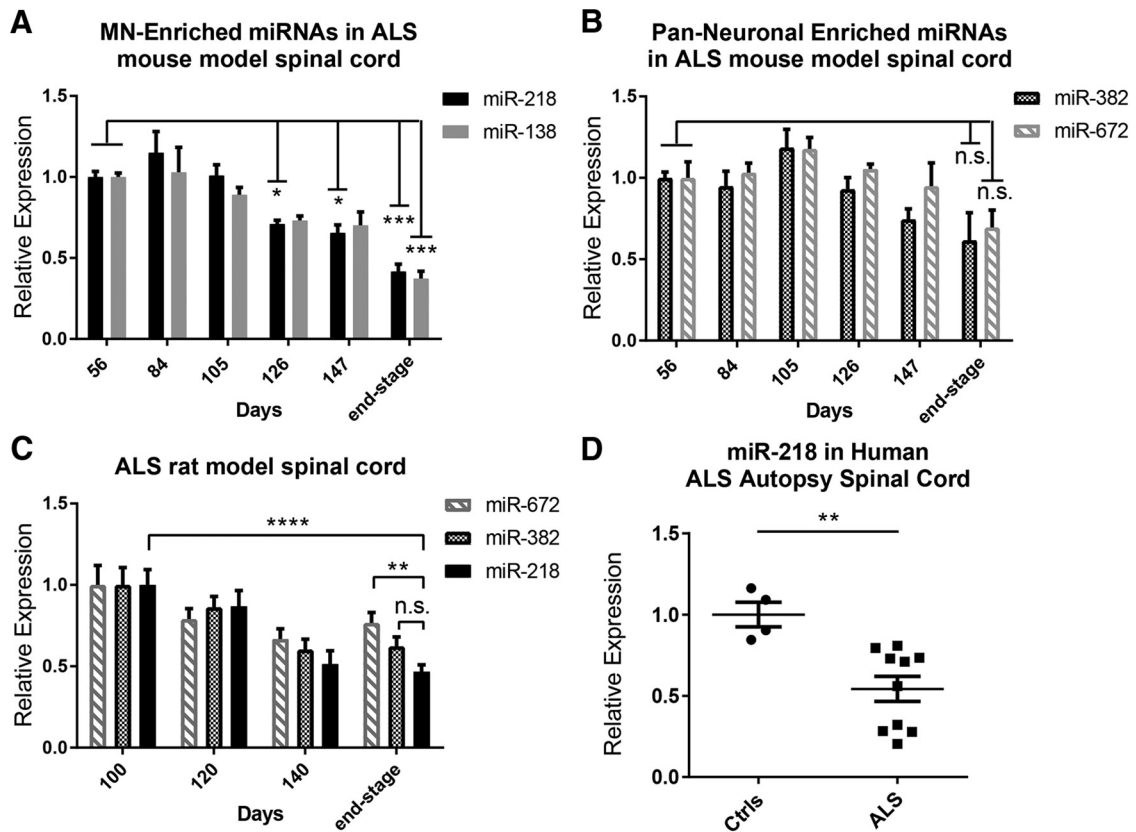 A
MN-Enriched miRNAs in ALS
mouse model spinal cord
Relative Expression
1.5
1.0
0.5
0.0
miR-218
miR-138
*
*
***
***
56
84
105
126
147
end-stage
Days
B
Pan-Neuronal Enriched miRNAs
in ALS mouse model spinal cord
Relative Expression
1.5
1.0
0.5
0.0
miR-382
miR-672
n.s.
n.s.
56
84
105
126
147
end-stage
Days
C
ALS rat model spinal cord
Relative Expression
1.5
1.0
0.5
0.0
miR-672
miR-382
miR-218
****
**
n.s.
100
120
140
end-stage
Days
D
miR-218 in Human
ALS Autopsy Spinal Cord
Relative Expression
1.5
1.0
0.5
0.0
**
Ctrls
ALS